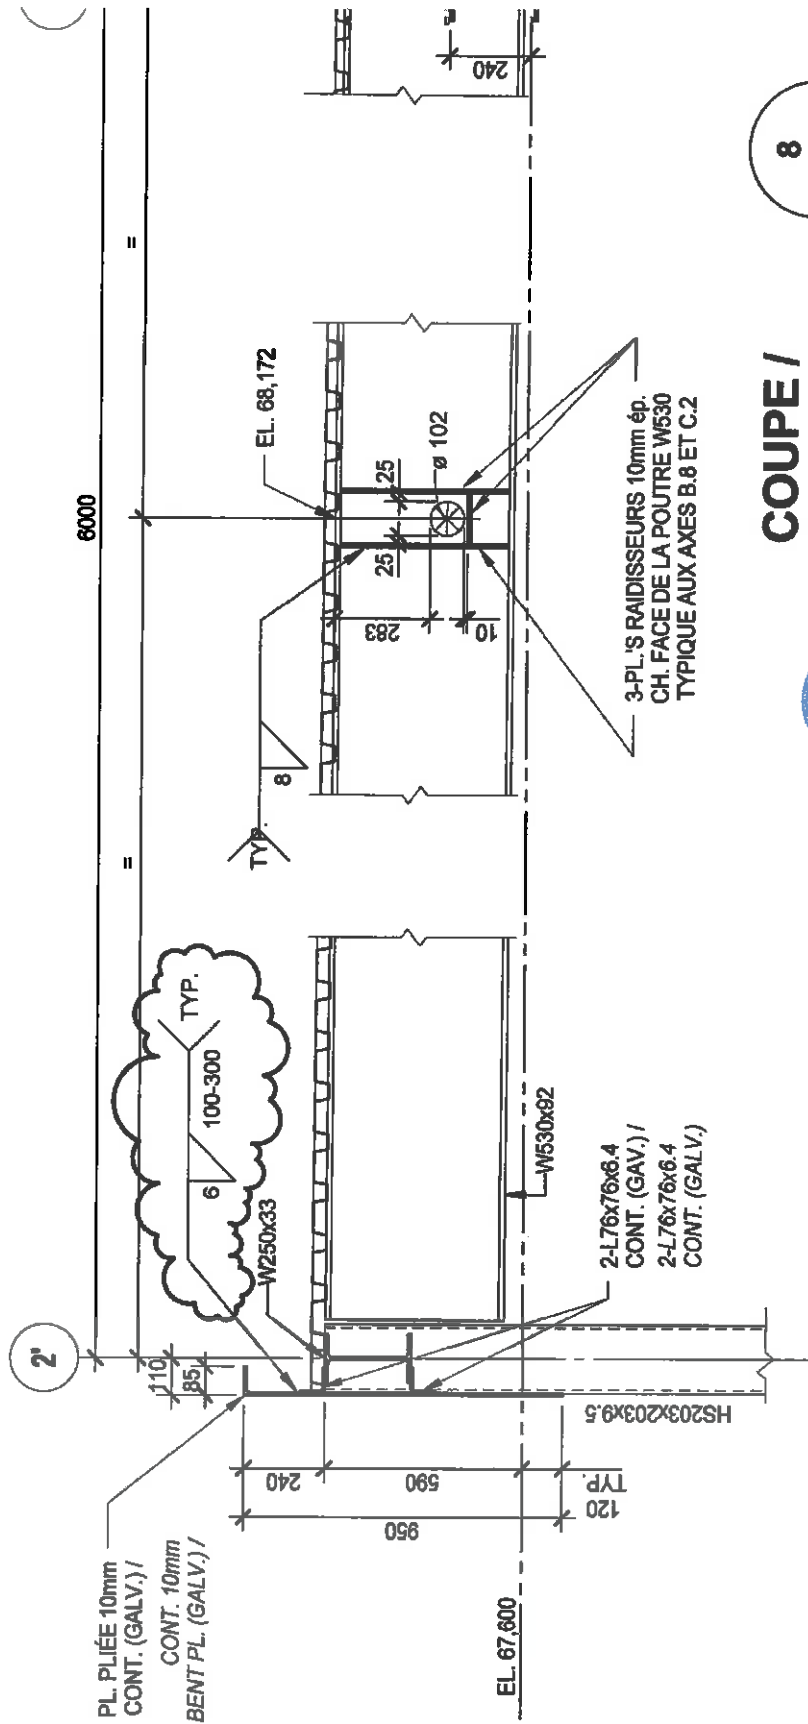 2'
6000
=
=
110
85
PL. PLIÉE 10mm
CONT. (GALV.) /
CONT. 10mm
BENT PL. (GALV.) /
6
100-300
TYP.
W250x33
TYP.
8
EL. 68,172
25
25
ø 102
283
10
240
240
590
120
TYP.
950
EL. 67,600
HS203x203x9.5
W530x92
2-L76x76x6.4
CONT. (GAV.) /
2-L76x76x6.4
CONT. (GALV.)
3-PL.'S RAIDISSEURS 10mm ép.
CH. FACE DE LA POUTRE W530
TYPIQUE AUX AXES B.8 ET C.2
COUPE /
8